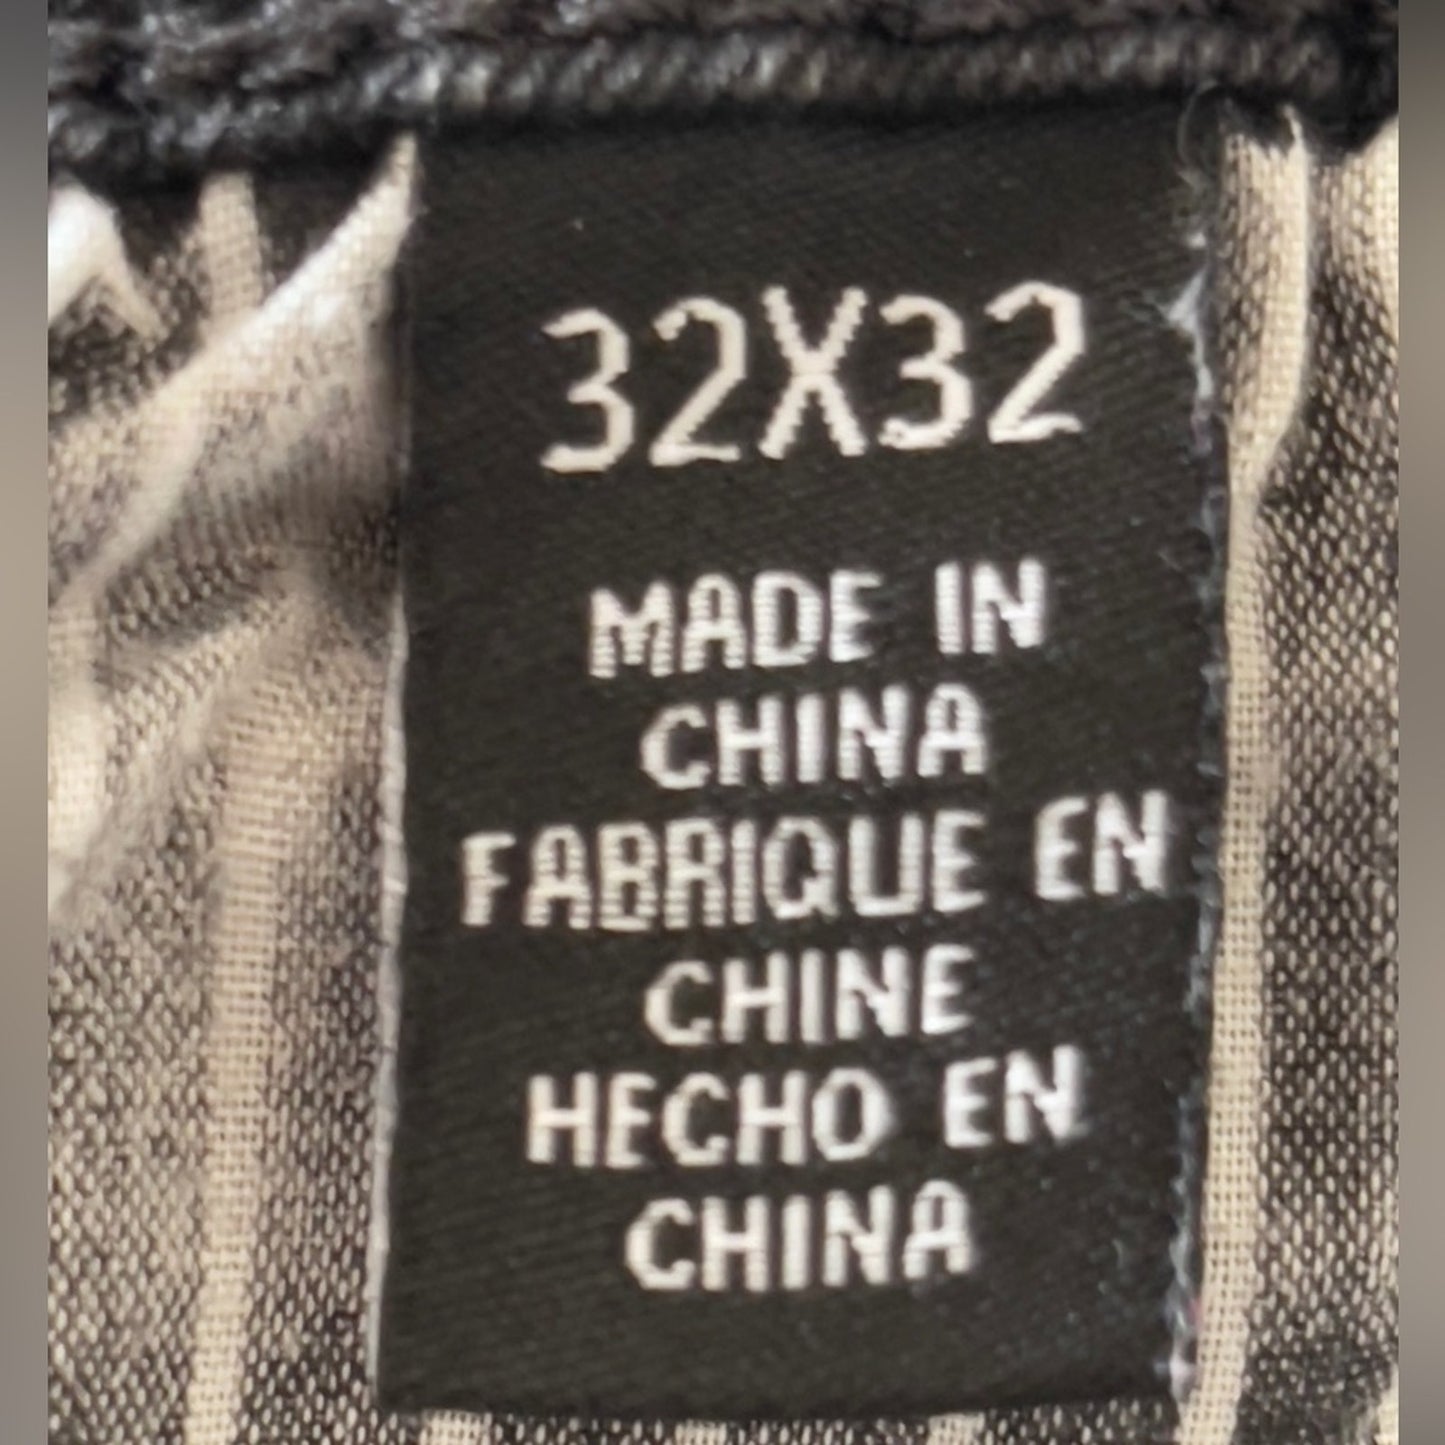 32X32
MADE IN
CHINA
FABRIQUE EN
CHINE
HECHO EN
CHINA